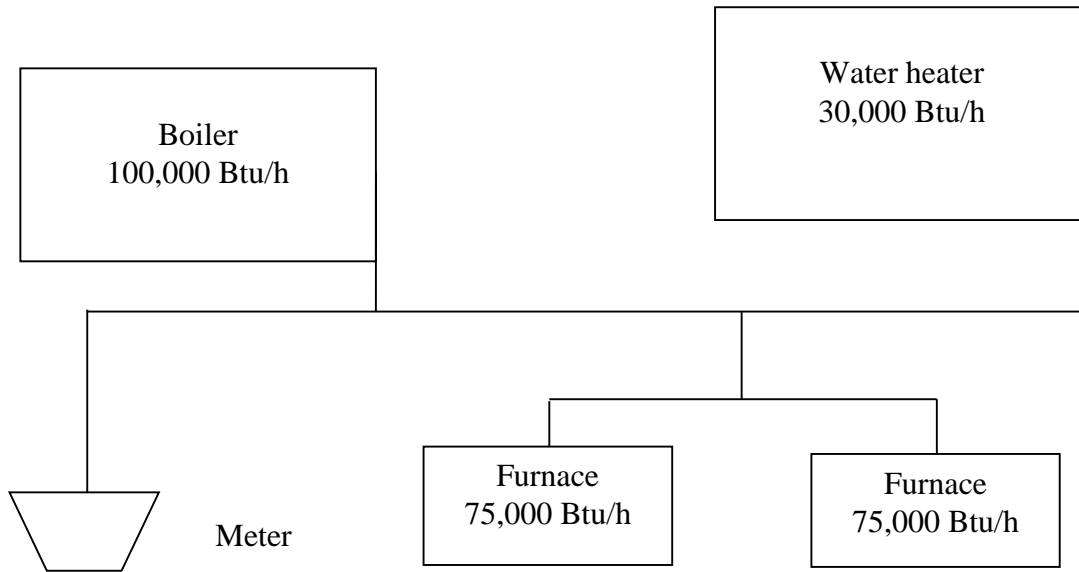 Water heater
30,000 Btu/h
Boiler
100,000 Btu/h
Furnace
75,000 Btu/h
Furnace
75,000 Btu/h
Meter